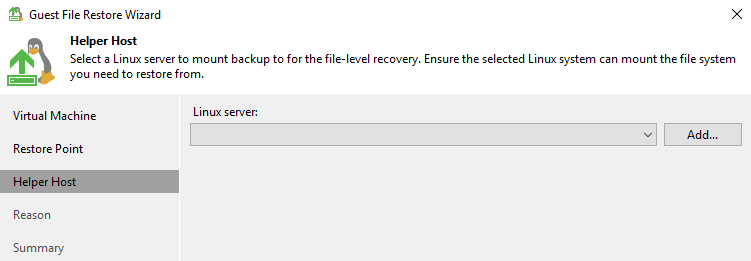 Guest File Restore Wizard
Helper Host
Select a Linux server to mount backup to for the file-level recovery. Ensure the selected Linux system can mount the file system
you need to restore from.
Virtual Machine
Restore Point
Helper Host
Reason
Summary
Linux server:
Add...